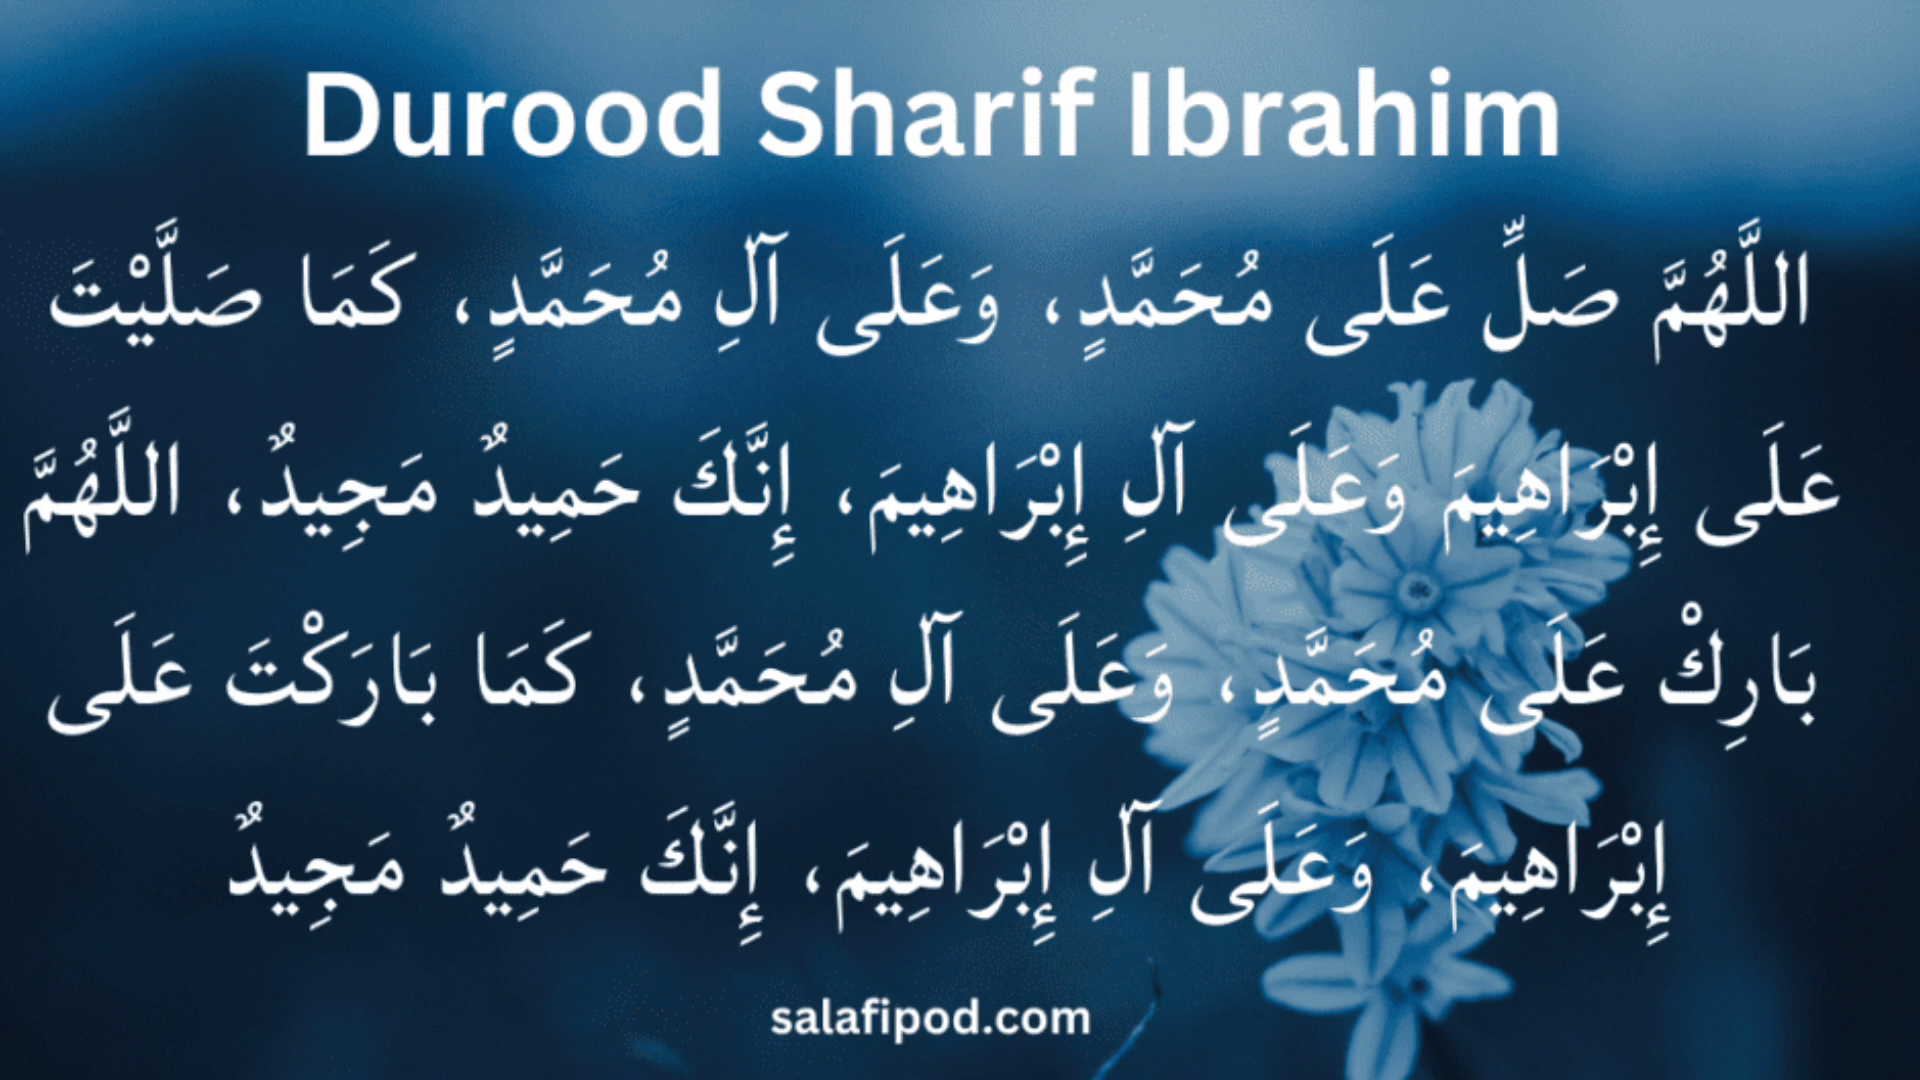 Durood Sharif Ibrahim
اللَّهُمَّ صَلِّ عَلَى مُحَمَّدٍ، وَعَلَى آلِ مُحَمَّدٍ، كَمَا صَلَّيْتَ
عَلَى إِبْرَاهِيمَ وَعَلَى آلِ إِبْرَاهِيمَ، إِنَّكَ حَمِيدٌ مَجِيدٌ، اللَّهُمَّ
بَارِكْ عَلَى مُحَمَّدٍ، وَعَلَى آلِ مُحَمَّدٍ، كَمَا بَارَكْتَ عَلَى
إِبْرَاهِيمَ، وَعَلَى آلِ إِبْرَاهِيمَ، إِنَّكَ حَمِيدٌ مَجِيدٌ
salafipod.com